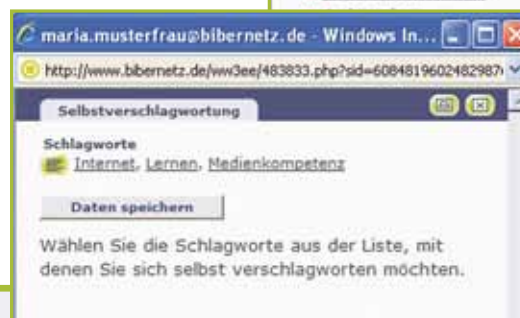 maria.musterfrau@bibernetz.de - Windows In...
http://www.bibernetz.de/ww3ee/483833.php?sid=6084819602482987
Selbstverschlagwortung
Schlagworte
Internet, Lernen, Medienkompetenz
Daten speichern
Wählen Sie die Schlagworte aus der Liste, mit
denen Sie sich selbst verschlagworten möchten.